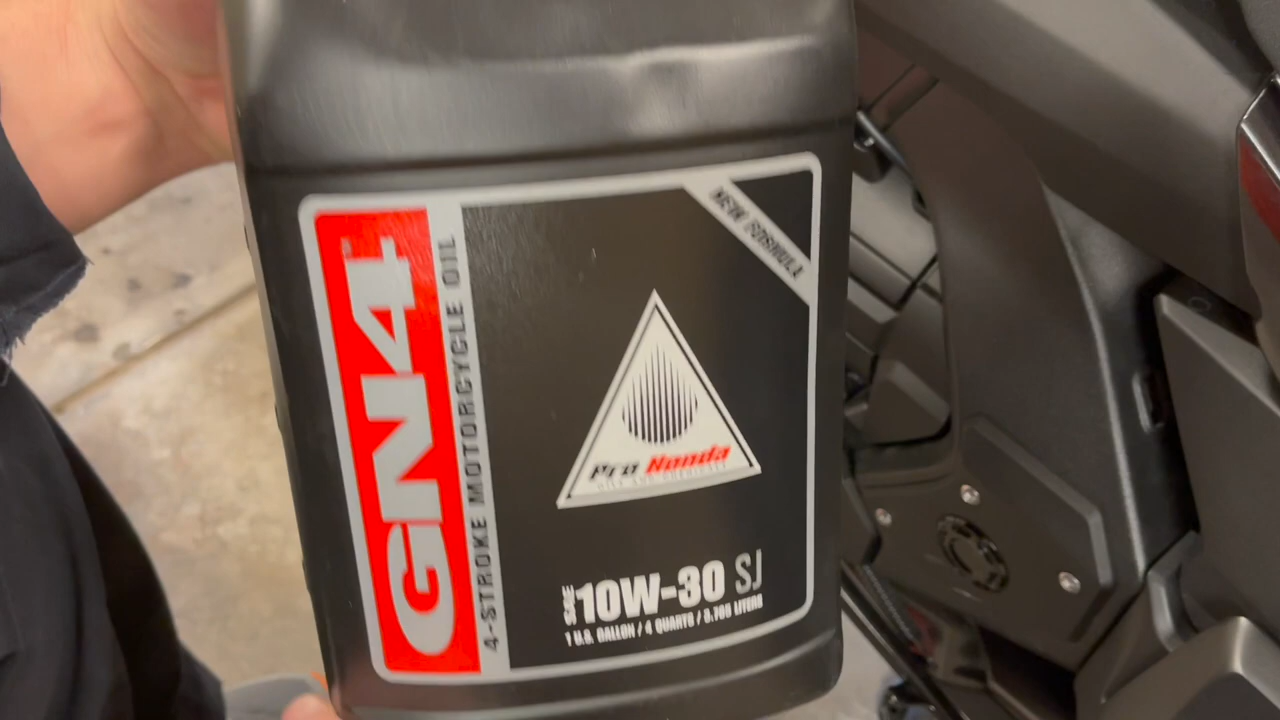 GN4
4-STROKE MOTORCYCLE OIL
NEW FORMULA
Pro Honda
SAE 10W-30 SJ
1 U.S. GALLON / 4 QUARTS / 3.785 LITERS